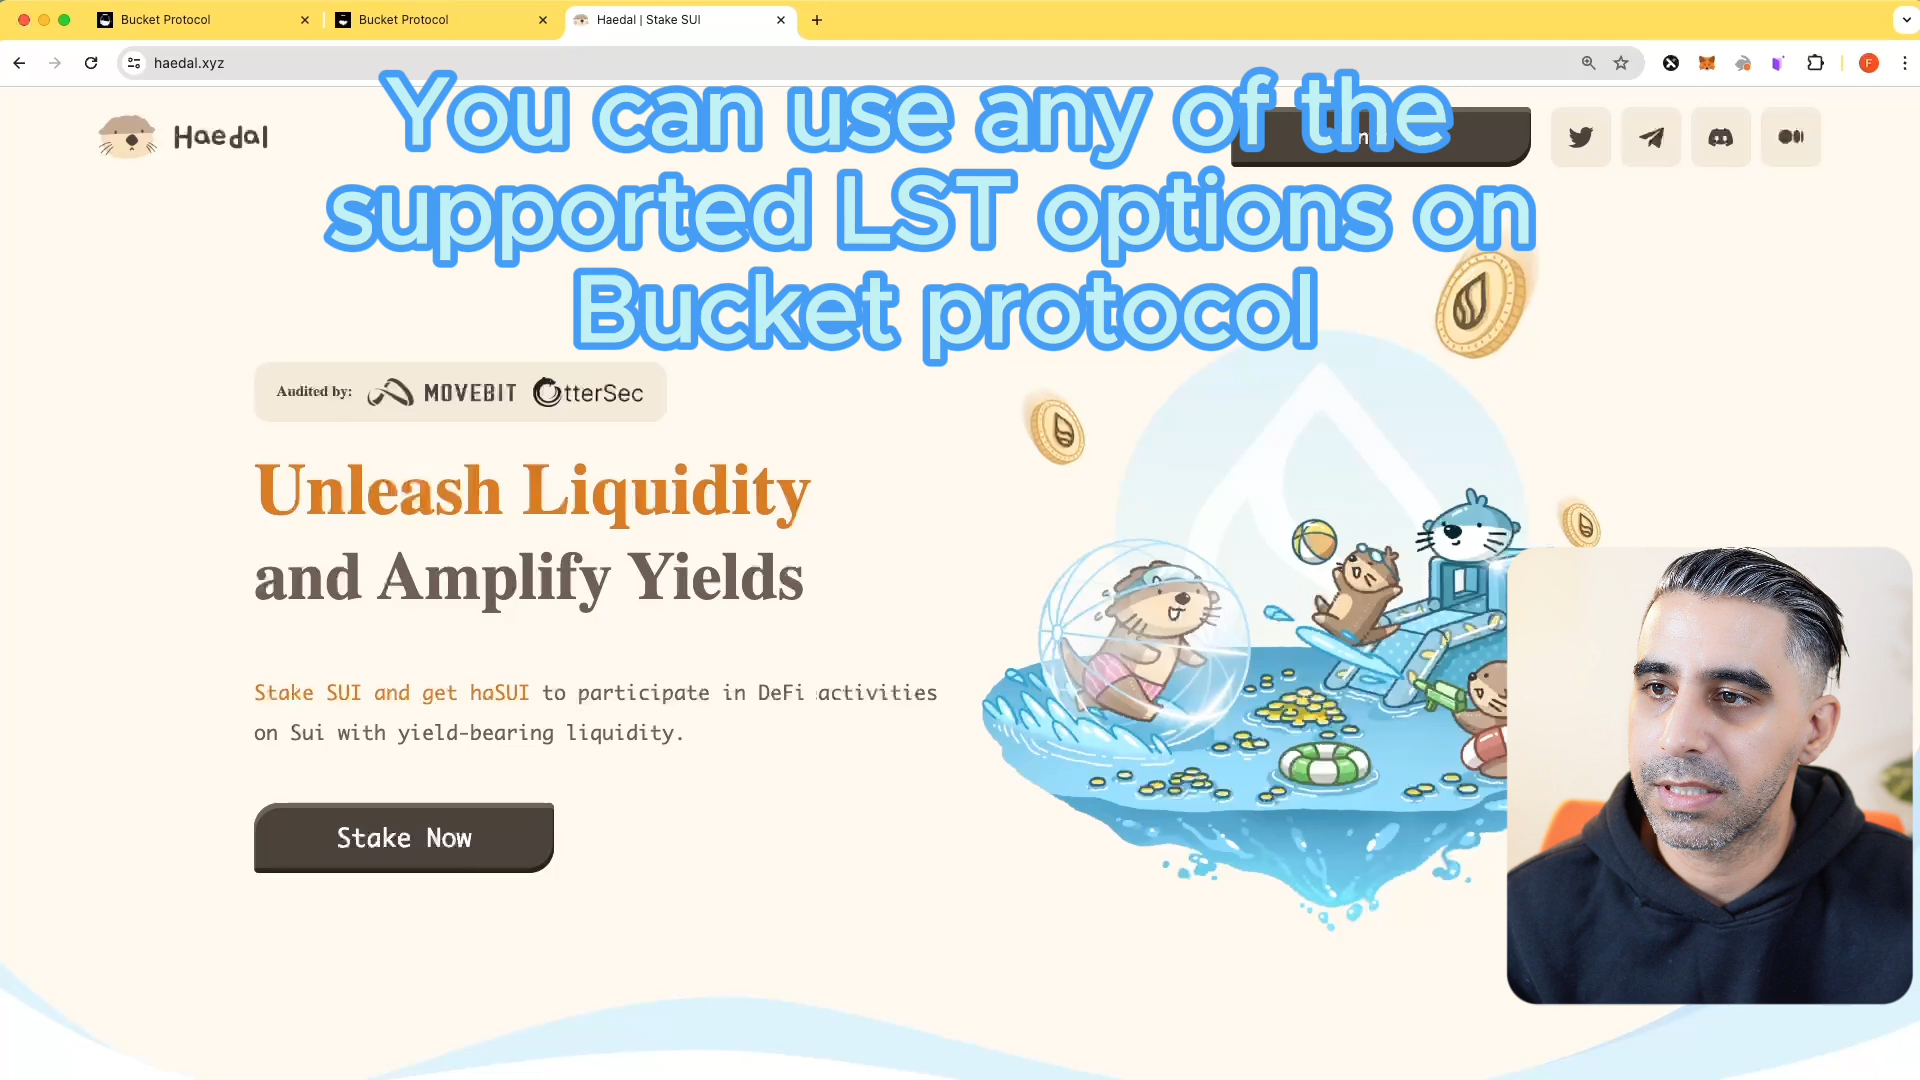 Bucket Protocol
Bucket Protocol
Haedal | Stake SUI
haedal.xyz
F
You can use any of the
supported LST options on
Bucket protocol
Haedal
Audited by: MOVEBIT OtterSec
Unleash Liquidity
and Amplify Yields
Stake SUI and get haSUI to participate in DeFi activities
on Sui with yield-bearing liquidity.
Stake Now